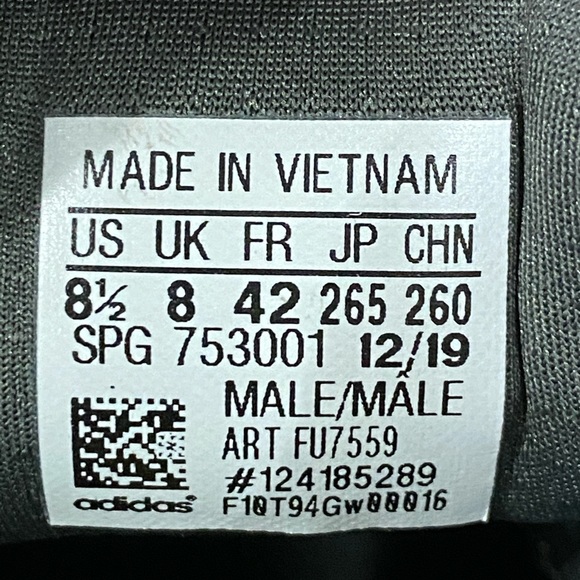 MADE IN VIETNAM
US UK FR JP CHN
8½ 8 42 265 260
SPG 753001 12/19
MALE/MÂLE
ART FU7559
#124185289
adidas® F10T94Gw00016